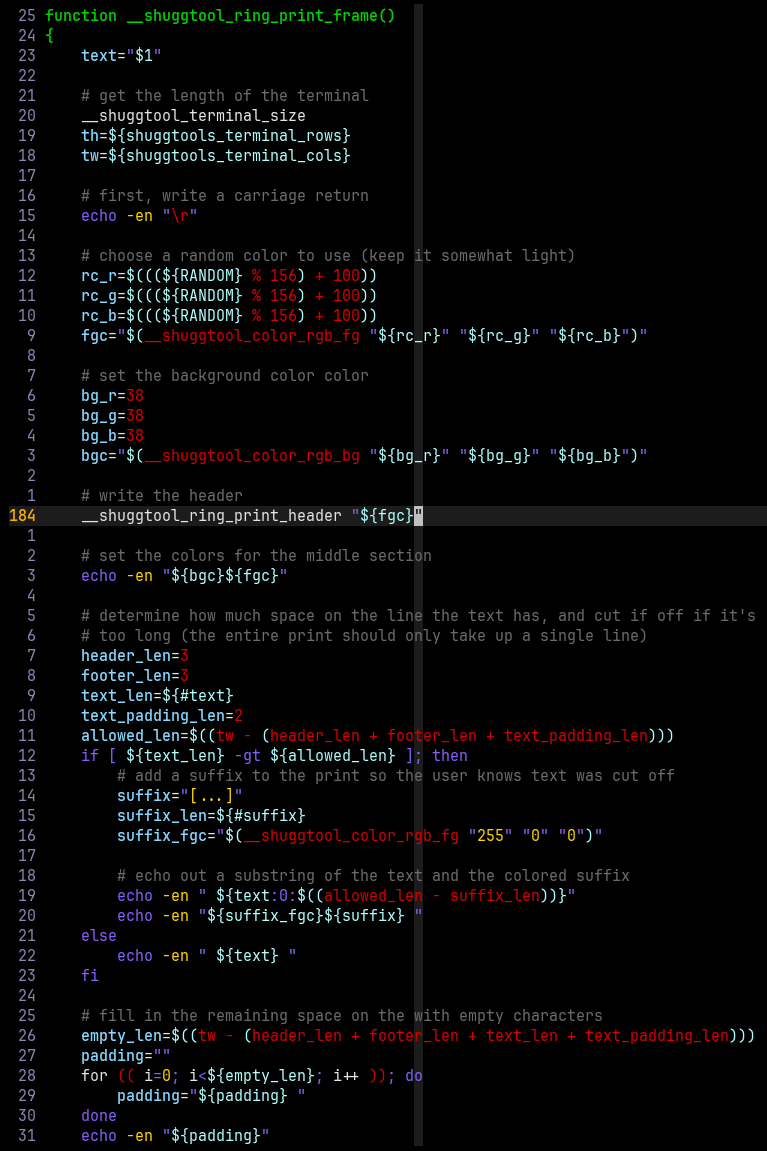 25 function __shuggtool_ring_print_frame()
24 {
23     text="$1"
22
21     # get the length of the terminal
20     __shuggtool_terminal_size
19     th=${shuggtools_terminal_rows}
18     tw=${shuggtools_terminal_cols}
17
16     # first, write a carriage return
15     echo -en "\r"
14
13     # choose a random color to use (keep it somewhat light)
12     rc_r=$(((${RANDOM} % 156) + 100))
11     rc_g=$(((${RANDOM} % 156) + 100))
10     rc_b=$(((${RANDOM} % 156) + 100))
9     fgc="$(__shuggtool_color_rgb_fg "${rc_r}" "${rc_g}" "${rc_b}")"
8
7     # set the background color color
6     bg_r=38
5     bg_g=38
4     bg_b=38
3     bgc="$(__shuggtool_color_rgb_bg "${bg_r}" "${bg_g}" "${bg_b}")"
2
1     # write the header
184     __shuggtool_ring_print_header "${fgc}"
1
2     # set the colors for the middle section
3     echo -en "${bgc}${fgc}"
4
5     # determine how much space on the line the text has, and cut if off if it's
6     # too long (the entire print should only take up a single line)
7     header_len=3
8     footer_len=3
9     text_len=${#text}
10     text_padding_len=2
11     allowed_len=$((tw - (header_len + footer_len + text_padding_len)))
12     if [ ${text_len} -gt ${allowed_len} ]; then
13         # add a suffix to the print so the user knows text was cut off
14         suffix="[...]"
15         suffix_len=${#suffix}
16         suffix_fgc="$(__shuggtool_color_rgb_fg "255" "0" "0")"
17
18         # echo out a substring of the text and the colored suffix
19         echo -en " ${text:0:$((allowed_len - suffix_len))}"
20         echo -en "${suffix_fgc}${suffix} "
21     else
22         echo -en " ${text} "
23     fi
24
25     # fill in the remaining space on the with empty characters
26     empty_len=$((tw - (header_len + footer_len + text_len + text_padding_len)))
27     padding=""
28     for (( i=0; i<${empty_len}; i++ )); do
29         padding="${padding} "
30     done
31     echo -en "${padding}"